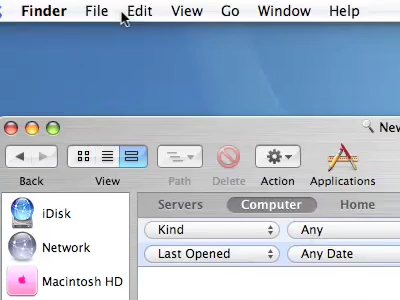 Finder File Edit View Go Window Help
New
Back View Path Delete Action Applications
Servers Computer Home
iDisk
Kind Any
Network
Last Opened Any Date
Macintosh HD